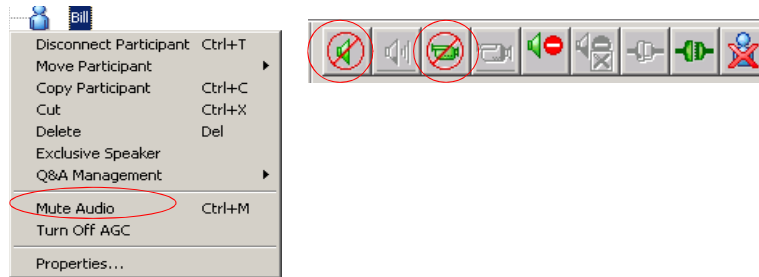 Bill
Disconnect Participant Ctrl+T
Move Participant
Copy Participant Ctrl+C
Cut Ctrl+X
Delete Del
Exclusive Speaker
Q&A Management
Mute Audio Ctrl+M
Turn Off AGC
Properties...